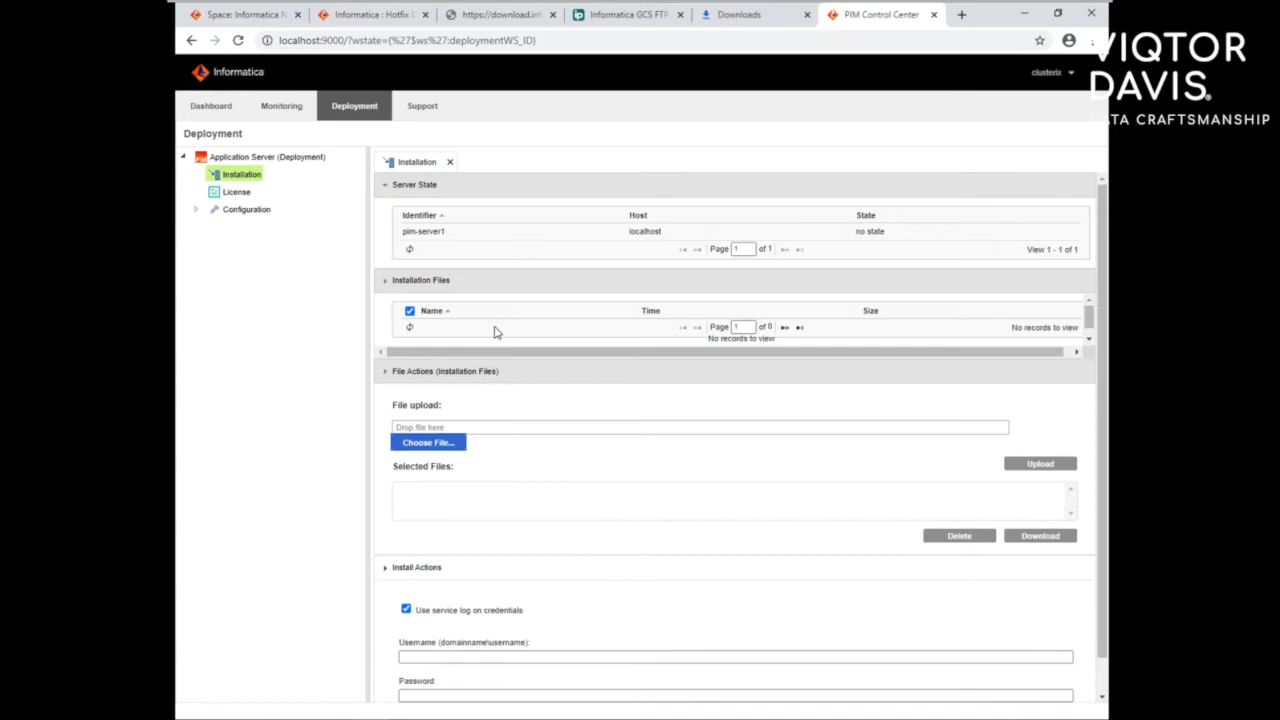 Space: Informatica N
Informatica : Hotfix
https://download.in
Informatica GCS FTP
Downloads
PIM Control Center
localhost:9000/?wstate=(%27$ws%27:deploymentWS_ID)
VIQTOR
DAVIS®
DATA CRAFTSMANSHIP
Informatica
clusterix
Dashboard Monitoring Deployment Support
Deployment
Application Server (Deployment)
Installation
License
Configuration
Installation
Server State
Identifier Host State
pim-server1 localhost no state
Page 1 of 1 View 1 - 1 of 1
Installation Files
Name Time Size
Page 1 of 0 No records to view
No records to view
File Actions (Installation Files)
File upload:
Drop file here
Choose File...
Upload
Selected Files:
Delete Download
Install Actions
Use service log on credentials
Username (domainname\username):
Password: